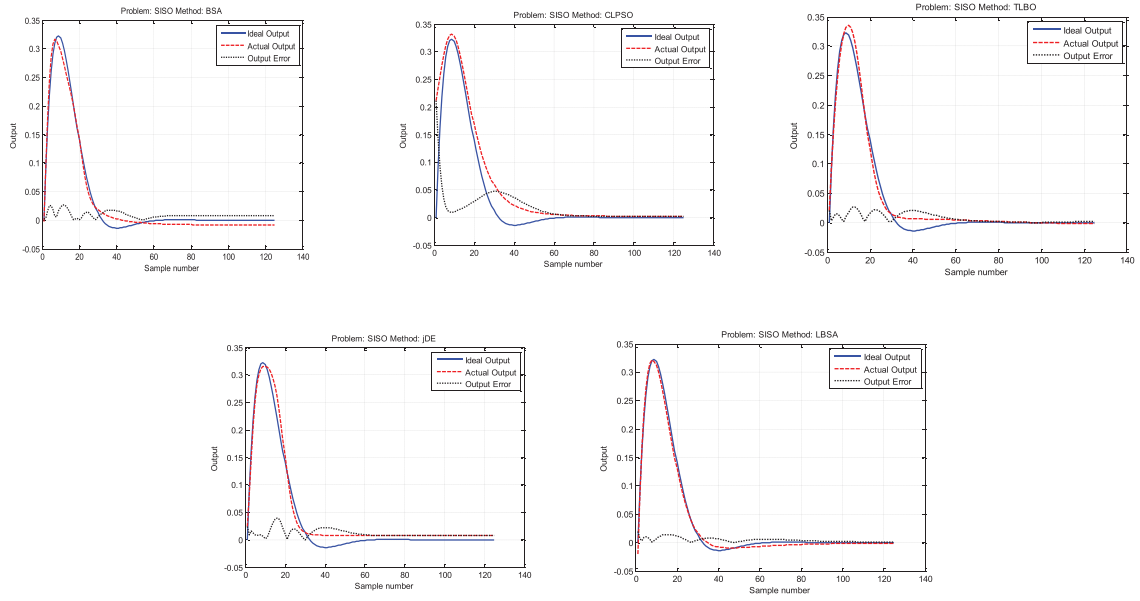 Problem: SISO Method: BSA
Ideal Output
Actual Output
Output Error
0.35
0.3
0.25
0.2
0.15
0.1
0.05
0
-0.05
Output
0 20 40 60 80 100 120 140
Sample number
Problem: SISO Method: CLPSO
Ideal Output
Actual Output
Output Error
0.35
0.3
0.25
0.2
0.15
0.1
0.05
0
-0.05
Output
0 20 40 60 80 100 120 140
Sample number
Problem: SISO Method: TLBO
Ideal Output
Actual Output
Output Error
0.35
0.3
0.25
0.2
0.15
0.1
0.05
0
-0.05
Output
0 20 40 60 80 100 120 140
Sample number
Problem: SISO Method: jDE
Ideal Output
Actual Output
Output Error
0.35
0.3
0.25
0.2
0.15
0.1
0.05
0
-0.05
Output
0 20 40 60 80 100 120 140
Sample number
Problem: SISO Method: LBSA
Ideal Output
Actual Output
Output Error
0.35
0.3
0.25
0.2
0.15
0.1
0.05
0
-0.05
Output
0 20 40 60 80 100 120 140
Sample number